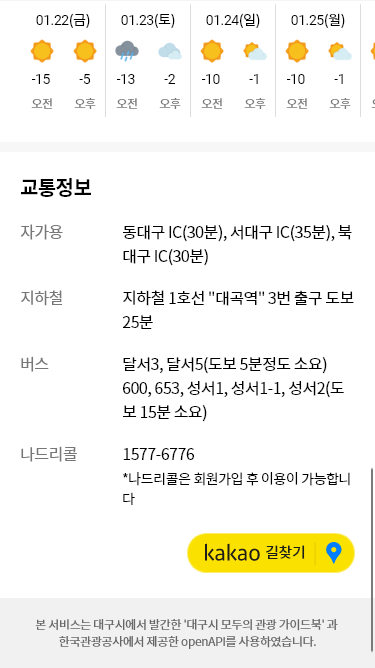 01.22(금) 01.23(토) 01.24(일) 01.25(월)
-15 -5 -13 -2 -10 -1 -10 -1
오전 오후 오전 오후 오전 오후 오전 오후
교통정보
자가용 동대구 IC(30분), 서대구 IC(35분), 북
대구 IC(30분)
지하철 지하철 1호선 "대곡역" 3번 출구 도보
25분
버스 달서3, 달서5(도보 5분정도 소요)
600, 653, 성서1, 성서1-1, 성서2(도
보 15분 소요)
나드리콜 1577-6776
*나드리콜은 회원가입 후 이용이 가능합니
다
kakao 길찾기
본 서비스는 대구시에서 발간한 '대구시 모두의 관광 가이드북' 과
한국관광공사에서 제공한 openAPI를 사용하였습니다.